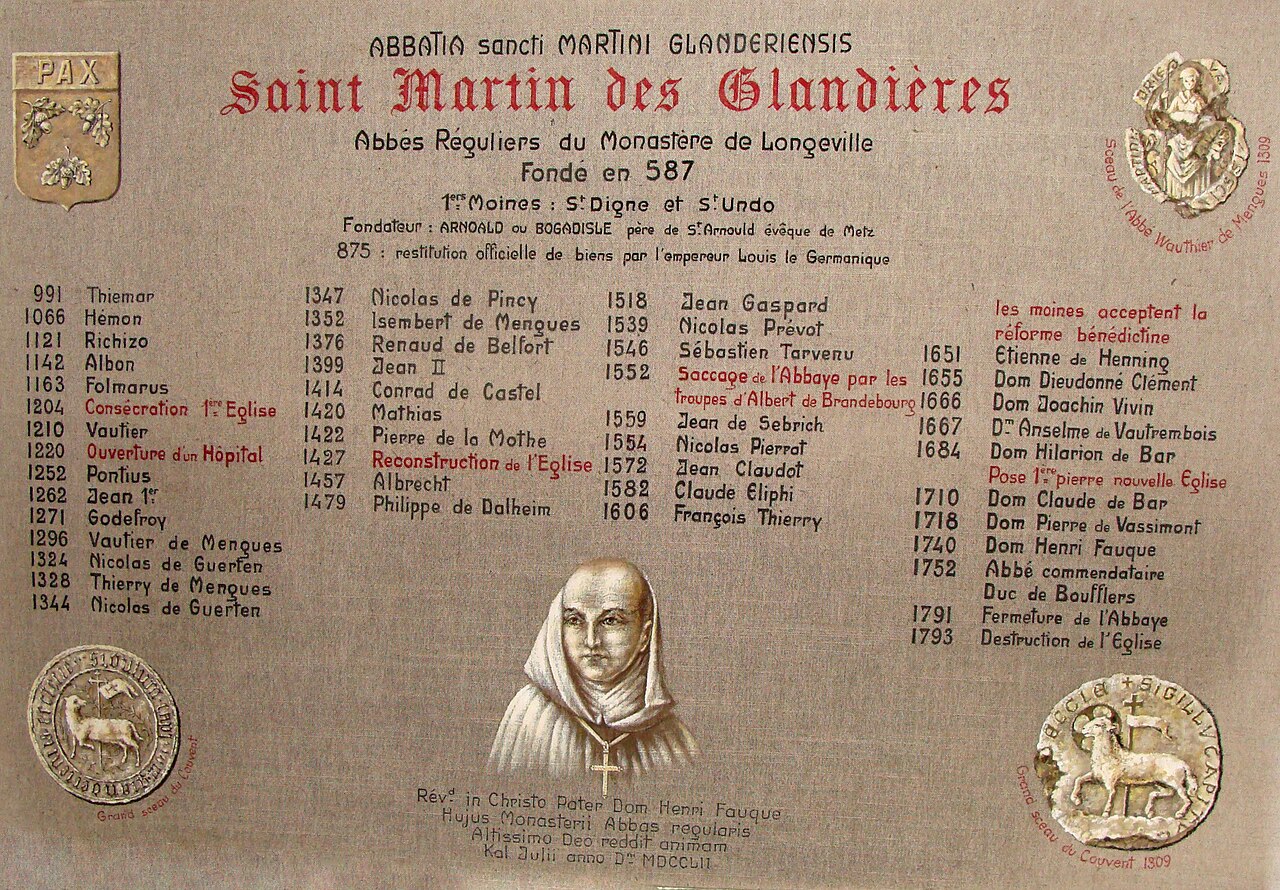 ABBATIA sancti MARTINI GLANDERIENSIS
Saint Martin des Glandières
Abbés Réguliers du Monastère de Longeville
Fondé en 587
1ers Moines : St Digne et St Undo
Fondateur : ARNOALD ou BOGADISLE père de St Arnould évêque de Metz
875 : restitution officielle de biens par l'empereur Louis le Germanique
PAX
Sceau de l'Abbé Wauthier de Mengues 1309
991 Thiemar
1066 Hémon
1121 Richizo
1142 Albon
1163 Folmarus
1204 Consécration 1ère Eglise
1210 Vautier
1220 Ouverture d'un Hôpital
1252 Pontius
1262 Jean 1er
1271 Godefroy
1296 Vautier de Mengues
1324 Nicolas de Guerten
1328 Thierry de Mengues
1344 Nicolas de Guerten
1347 Nicolas de Pincy
1352 Isembert de Mengues
1376 Renaud de Belfort
1399 Jean II
1414 Conrad de Castel
1420 Mathias
1422 Pierre de la Mothe
1427 Reconstruction de l'Eglise
1457 Albrecht
1479 Philippe de Dalheim
1518 Jean Gaspard
1539 Nicolas Prévot
1546 Sébastien Tarvenu
1552 Saccage de l'Abbaye par les
troupes d'Albert de Brandebourg
1559 Jean de Sebrich
1554 Nicolas Pierrat
1572 Jean Claudot
1582 Claude Eliphi
1606 François Thierry
les moines acceptent la
réforme bénédictine
1651 Etienne de Henning
1655 Dom Dieudonné Clément
1666 Dom Joachin Vivin
1667 Dm Anselme de Vautrembois
1684 Dom Hilarion de Bar
Pose 1ère pierre nouvelle Eglise
1710 Dom Claude de Bar
1718 Dom Pierre de Vassimont
1740 Dom Henri Fauque
1752 Abbé commendataire
Duc de Boufflers
1791 Fermeture de l'Abbaye
1793 Destruction de l'Eglise
Grand sceau du Couvent
Révd in Christo Pater Dom Henri Fauque
Hujus Monasterii Abbas regularis
Altissimo Deo reddit animam
Kal Julii anno Dni MDCCLII
SIGILLV CAPIT
Grand sceau du Couvent 1309